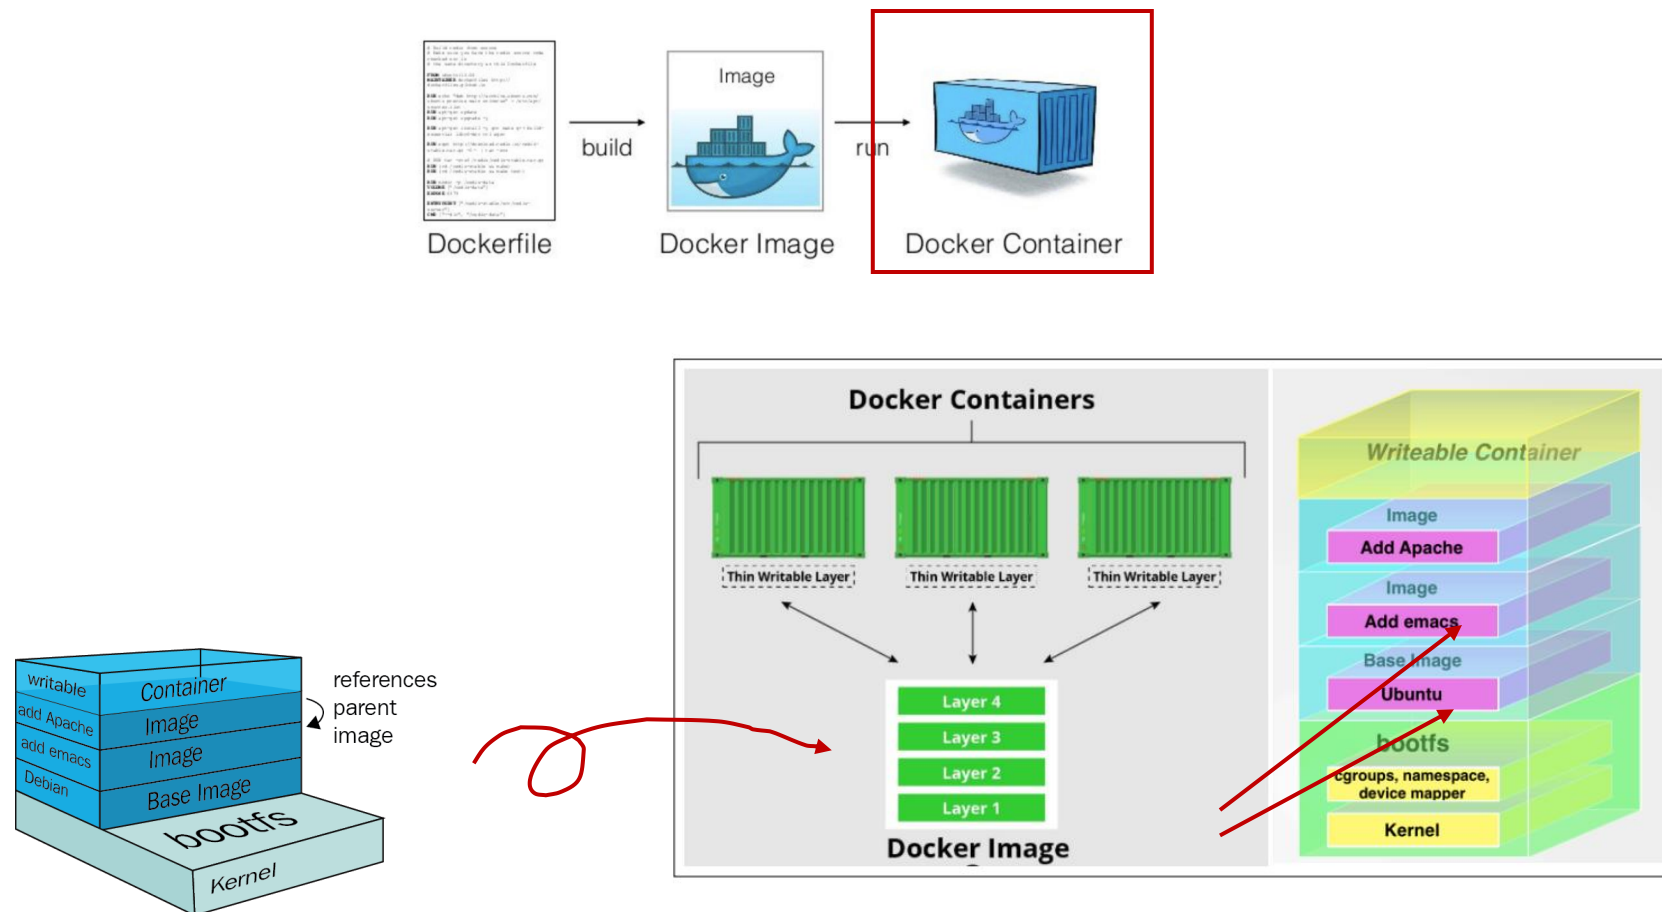 Image
build
run
Dockerfile
Docker Image
Docker Container
Docker Containers
Thin Writable Layer
Thin Writable Layer
Thin Writable Layer
Layer 4
Layer 3
Layer 2
Layer 1
Docker Image
Writeable Container
Image
Add Apache
Image
Add emacs
Base Image
Ubuntu
bootfs
cgroups, namespace,
device mapper
Kernel
writable
Container
add Apache
Image
add emacs
Image
Debian
Base Image
bootfs
Kernel
references
parent
image